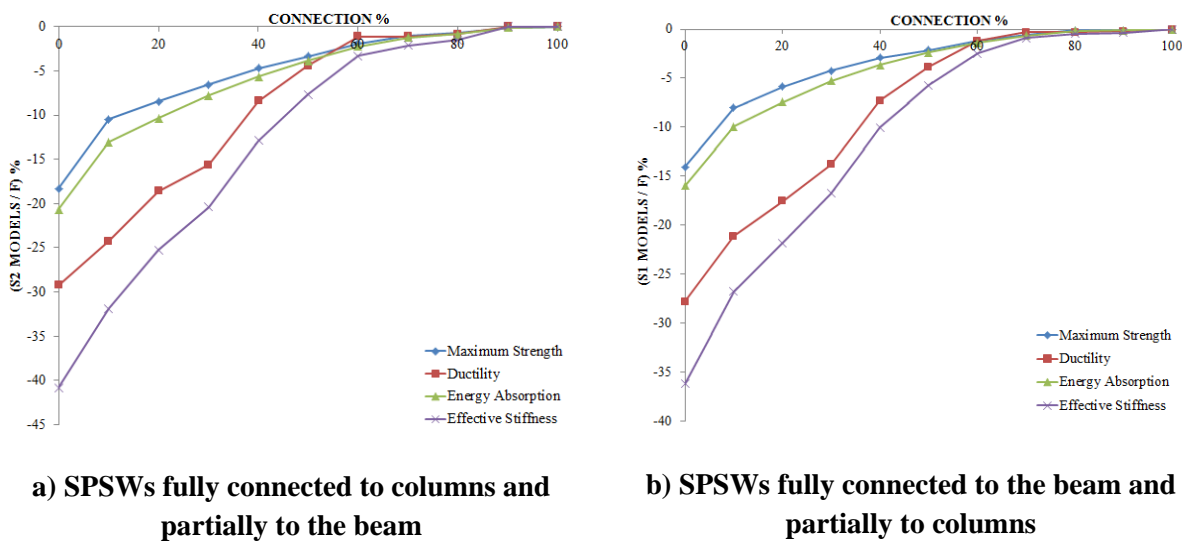 CONNECTION %
0
20
40
60
80
100
0
-5
-10
-15
-20
-25
-30
-35
-40
-45
(S2 MODELS / F) %
Maximum Strength
Ductility
Energy Absorption
Effective Stiffness
a) SPSWs fully connected to columns and
partially to the beam
CONNECTION %
0
20
40
60
80
100
0
-5
-10
-15
-20
-25
-30
-35
-40
(S1 MODELS / F) %
Maximum Strength
Ductility
Energy Absorption
Effective Stiffness
b) SPSWs fully connected to the beam and
partially to columns